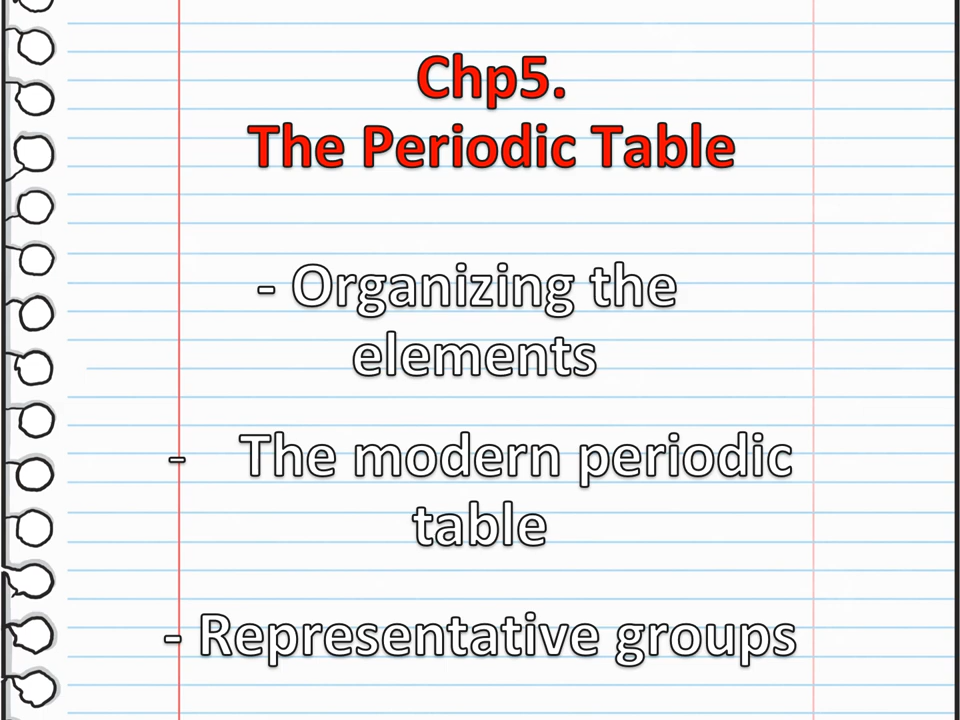 Chp5.
The Periodic Table
- Organizing the
elements
- The modern periodic
table
- Representative groups